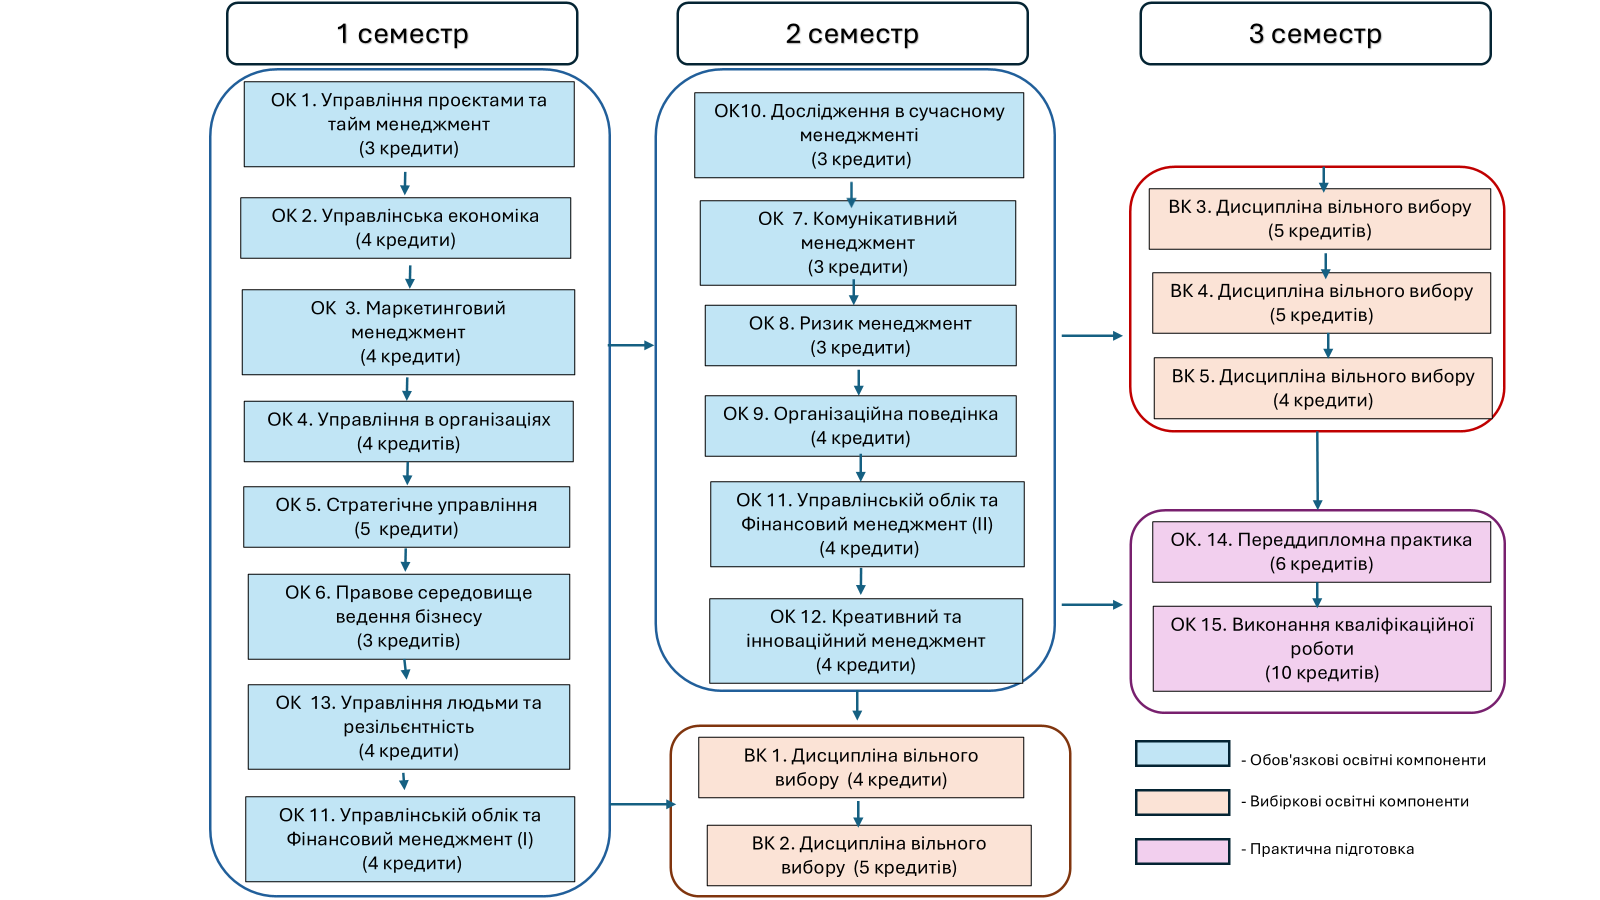 1 семестр
ОК 1. Управління проєктами та
тайм менеджмент
(3 кредити)
ОК 2. Управлінська економіка
(4 кредити)
ОК  3. Маркетинговий
менеджмент
(4 кредити)
ОК 4. Управління в організаціях
(4 кредитів)
ОК 5. Стратегічне управління
(5  кредити)
ОК 6. Правове середовище
ведення бізнесу
(3 кредитів)
ОК  13. Управління людьми та
резільєнтність
(4 кредити)
ОК 11. Управлінській облік та
Фінансовий менеджмент (І)
(4 кредити)
2 семестр
ОК10. Дослідження в сучасному
менеджменті
(3 кредити)
ОК  7. Комунікативний
менеджмент
(3 кредити)
ОК 8. Ризик менеджмент
(3 кредити)
ОК 9. Організаційна поведінка
(4 кредити)
ОК 11. Управлінській облік та
Фінансовий менеджмент (ІІ)
(4 кредити)
ОК 12. Креативний та
інноваційний менеджмент
(4 кредити)
ВК 1. Дисципліна вільного
вибору  (4 кредити)
ВК 2. Дисципліна вільного
вибору  (5 кредитів)
3 семестр
ВК 3. Дисципліна вільного вибору
(5 кредитів)
ВК 4. Дисципліна вільного вибору
(5 кредитів)
ВК 5. Дисципліна вільного вибору
(4 кредити)
ОК. 14. Переддипломна практика
(6 кредитів)
ОК 15. Виконання кваліфікаційної
роботи
(10 кредитів)
- Обов'язкові освітні компоненти
- Вибіркові освітні компоненти
- Практична підготовка